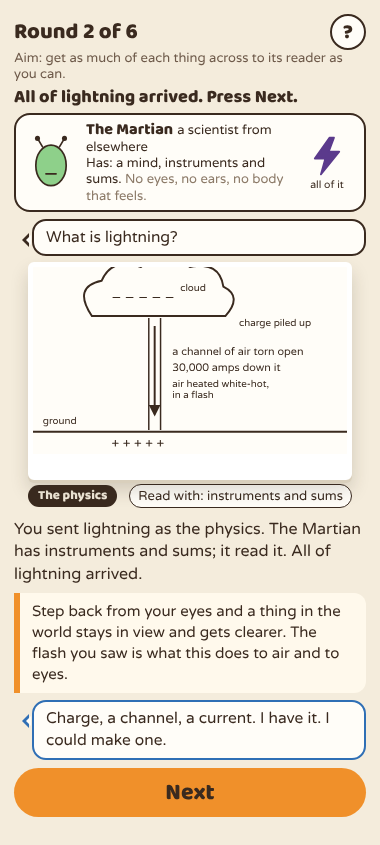 Round 2 of 6
?
Aim: get as much of each thing across to its reader as
you can.
All of lightning arrived. Press Next.
The Martian a scientist from
elsewhere
Has: a mind, instruments and
sums. No eyes, no ears, no body
that feels.
all of it
What is lightning?
– – – – –
cloud
charge piled up
a channel of air torn open
30,000 amps down it
air heated white-hot,
in a flash
ground
+ + + + +
The physics
Read with: instruments and sums
You sent lightning as the physics. The Martian
has instruments and sums; it read it. All of
lightning arrived.
Step back from your eyes and a thing in the
world stays in view and gets clearer. The
flash you saw is what this does to air and to
eyes.
Charge, a channel, a current. I have it. I
could make one.
Next